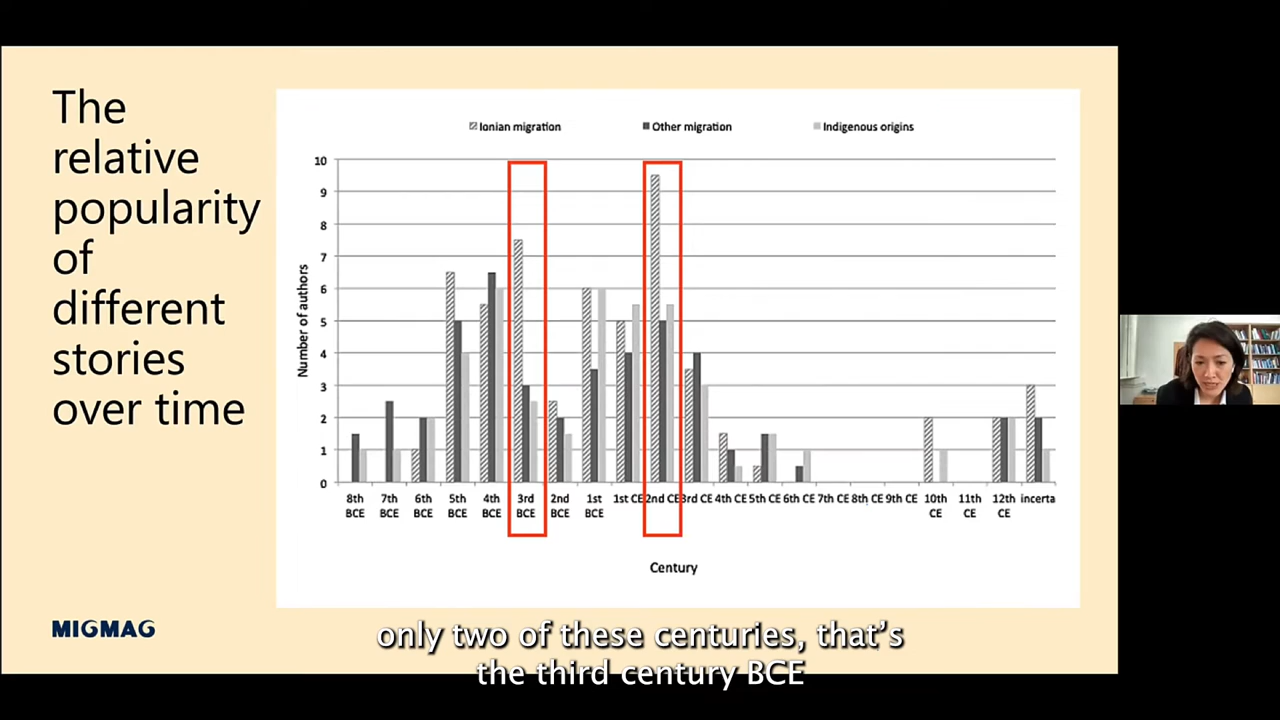 The
relative
popularity
of
different
stories
over time
Ionian migration
Other migration
Indigenous origins
Number of authors
10
9
8
7
6
5
4
3
2
1
0
8th BCE
7th BCE
6th BCE
5th BCE
4th BCE
3rd BCE
2nd BCE
1st BCE
1st CE
2nd CE
3rd CE
4th CE
5th CE
6th CE
7th CE
8th CE
9th CE
10th CE
11th CE
12th CE
incerta
Century
MIGMAG
only two of these centuries, that’s
the third century BCE